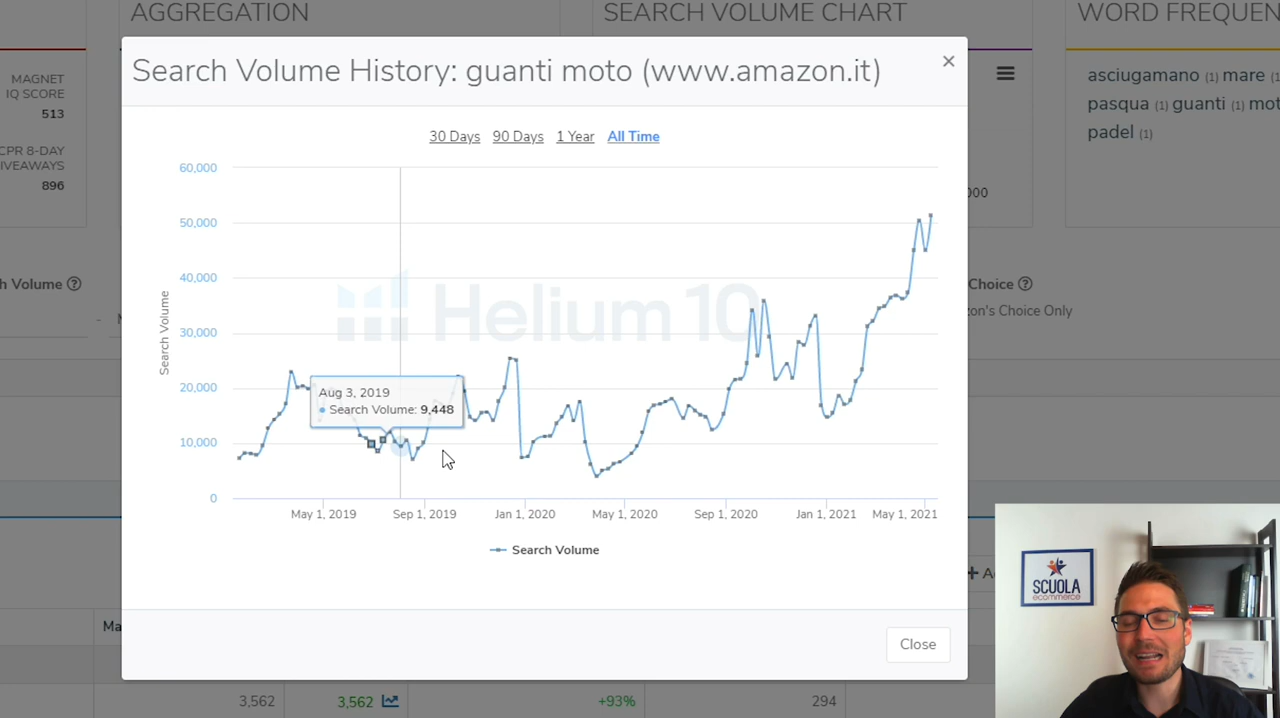 AGGREGATION
SEARCH VOLUME CHART
WORD FREQUEN
MAGNET
IQ SCORE
513
CPR 8-DAY
IVEAWAYS
896
asciugamano (1) mare (1
pasqua (1) guanti (1) mot
padel (1)
000
h Volume
Choice
zon's Choice Only
Search Volume History: guanti moto (www.amazon.it)
×
30 Days 90 Days 1 Year All Time
60,000
50,000
40,000
30,000
20,000
10,000
0
Search Volume
Helium 10
Aug 3, 2019
Search Volume: 9,448
May 1, 2019 Sep 1, 2019 Jan 1, 2020 May 1, 2020 Sep 1, 2020 Jan 1, 2021 May 1, 2021
Search Volume
Close
+ A
Ma
3,562 3,562 +93% 294
SCUOLA
ecommerce